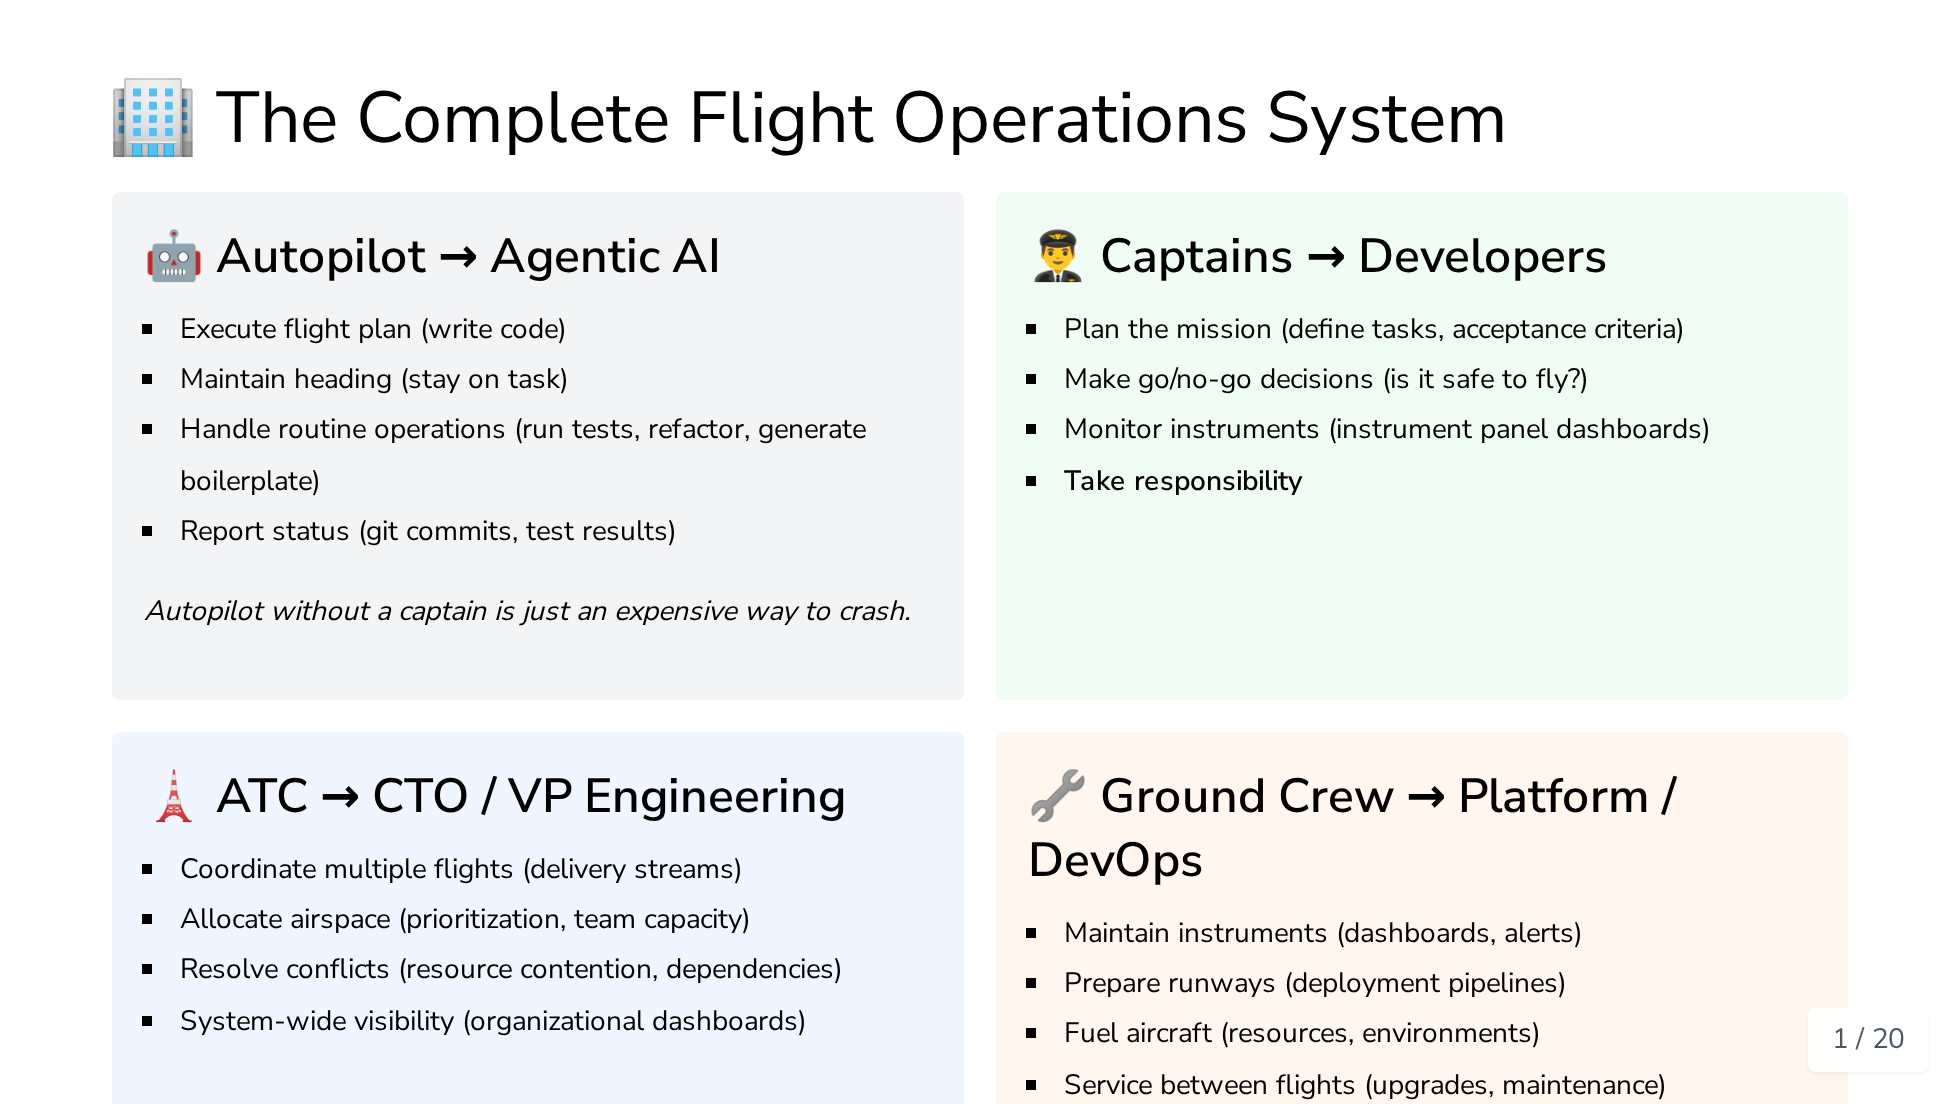 The Complete Flight Operations System
Autopilot → Agentic AI
Execute flight plan (write code)
Maintain heading (stay on task)
Handle routine operations (run tests, refactor, generate
boilerplate)
Report status (git commits, test results)
Autopilot without a captain is just an expensive way to crash.
Captains → Developers
Plan the mission (define tasks, acceptance criteria)
Make go/no-go decisions (is it safe to fly?)
Monitor instruments (instrument panel dashboards)
Take responsibility
ATC → CTO / VP Engineering
Coordinate multiple flights (delivery streams)
Allocate airspace (prioritization, team capacity)
Resolve conflicts (resource contention, dependencies)
System-wide visibility (organizational dashboards)
Ground Crew → Platform /
DevOps
Maintain instruments (dashboards, alerts)
Prepare runways (deployment pipelines)
Fuel aircraft (resources, environments)
Service between flights (upgrades, maintenance)
1 / 20